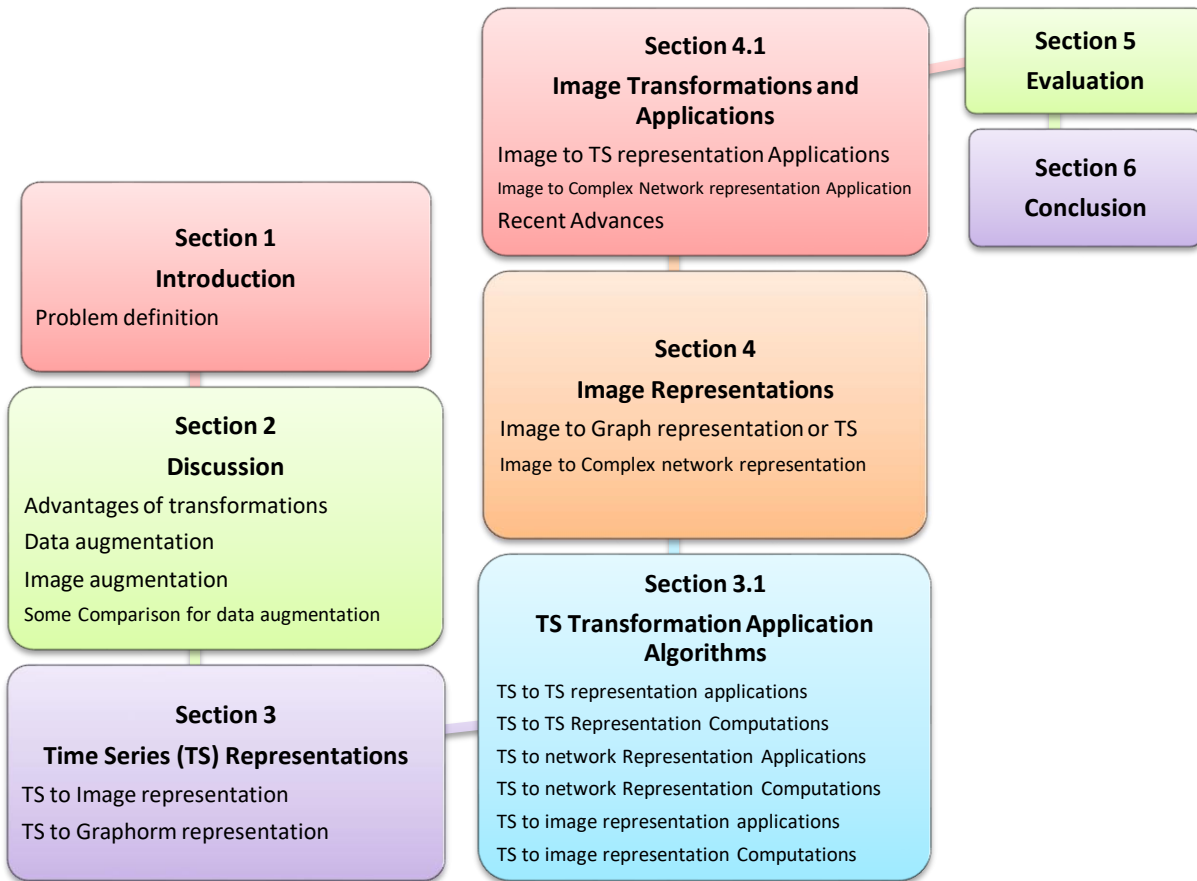 Section 1
Introduction
Problem definition
Section 2
Discussion
Advantages of transformations
Data augmentation
Image augmentation
Some Comparison for data augmentation
Section 3
Time Series (TS) Representations
TS to Image representation
TS to Graphorm representation
Section 3.1
TS Transformation Application
Algorithms
TS to TS representation applications
TS to TS Representation Computations
TS to network Representation Applications
TS to network Representation Computations
TS to image representation applications
TS to image representation Computations
Section 4
Image Representations
Image to Graph representation or TS
Image to Complex network representation
Section 4.1
Image Transformations and
Applications
Image to TS representation Applications
Image to Complex Network representation Application
Recent Advances
Section 5
Evaluation
Section 6
Conclusion